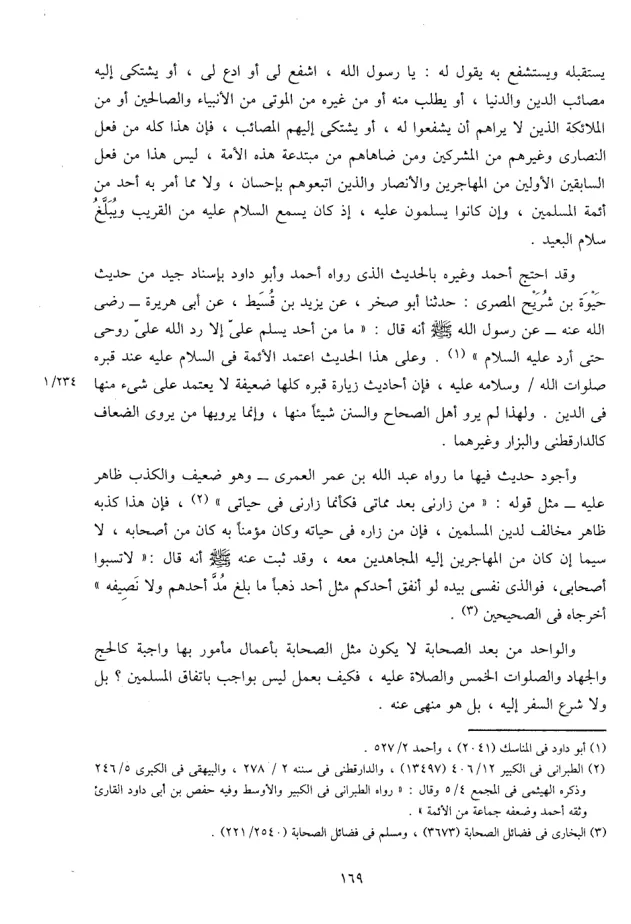 يستقبله ويستشفع به يقول له : يا رسول الله ، اشفع لى أو ادع لى ، أو يشتكى إليه
مصائب الدين والدنيا ، أو يطلب منه أو من غيره من الموتى من الأنبياء والصالحين أو من
الملائكة الذين لا يراهم أن يشفعوا له ، أو يشتكى إليهم المصائب ، فإن هذا كله من فعل
النصارى وغيرهم من المشركين ومن ضاهاهم من مبتدعة هذه الأمة ، ليس هذا من فعل
السابقين الأولين من المهاجرين والأنصار والذين اتبعوهم بإحسان ، ولا مما أمر به أحد من
أئمة المسلمين ، وإن كانوا يسلمون عليه ، إذ كان يسمع السلام عليه من القريب ويُبَلَّغُ
سلام البعيد .
وقد احتج أحمد وغيره بالحديث الذى رواه أحمد وأبو داود بإسناد جيد من حديث
حَيْوَة بن شُرَيْح المصرى : حدثنا أبو صخر ، عن يزيد بن قُسَيط ، عن أبى هريرة ــ رضى
الله عنه ــ عن رسول الله ﷺ أنه قال : « ما من أحد يسلم علىّ إلا رد الله علىّ روحى
حتى أرد عليه السلام » (١) . وعلى هذا الحديث اعتمد الأئمة فى السلام عليه عند قبره
صلوات الله / وسلامه عليه ، فإن أحاديث زيارة قبره كلها ضعيفة لا يعتمد على شىء منها
١/٢٣٤
فى الدين . ولهذا لم يرو أهل الصحاح والسنن شيئاً منها ، وإنما يرويها من يروى الضعاف
كالدارقطنى والبزار وغيرهما .
وأجود حديث فيها ما رواه عبد الله بن عمر العمرى ــ وهو ضعيف والكذب ظاهر
عليه ــ مثل قوله : « من زارنى بعد مماتى فكأنما زارنى فى حياتى » (٢) ، فإن هذا كذبه
ظاهر مخالف لدين المسلمين ، فإن من زاره فى حياته وكان مؤمناً به كان من أصحابه ، لا
سيما إن كان من المهاجرين إليه المجاهدين معه ، وقد ثبت عنه ﷺ أنه قال :« لاتسبوا
أصحابى، فوالذى نفسى بيده لو أنفق أحدكم مثل أحد ذهباً ما بلغ مُدَّ أحدهم ولا نَصِيفه »
أخرجاه فى الصحيحين (٣) .
والواحد من بعد الصحابة لا يكون مثل الصحابة بأعمال مأمور بها واجبة كالحج
والجهاد والصلوات الخمس والصلاة عليه ، فكيف بعمل ليس بواجب باتفاق المسلمين ؟ بل
ولا شرع السفر إليه ، بل هو منهى عنه .
(١) أبو داود فى المناسك (٢٠٤١) ، وأحمد ٢/ ٥٢٧ .
(٢) الطبرانى فى الكبير ١٢/ ٤٠٦ (١٣٤٩٧) ، والدارقطنى فى سننه ٢ / ٢٧٨ ، والبيهقى فى الكبرى ٥/ ٢٤٦
وذكره الهيثمى فى المجمع ٤/ ٥ وقال : « رواه الطبرانى فى الكبير والأوسط وفيه حفص بن أبى داود القارئ
وثقه أحمد وضعفه جماعة من الأئمة » .
(٣) البخارى فى فضائل الصحابة (٣٦٧٣) ، ومسلم فى فضائل الصحابة (٢٥٤٠/ ٢٢١) .
١٦٩